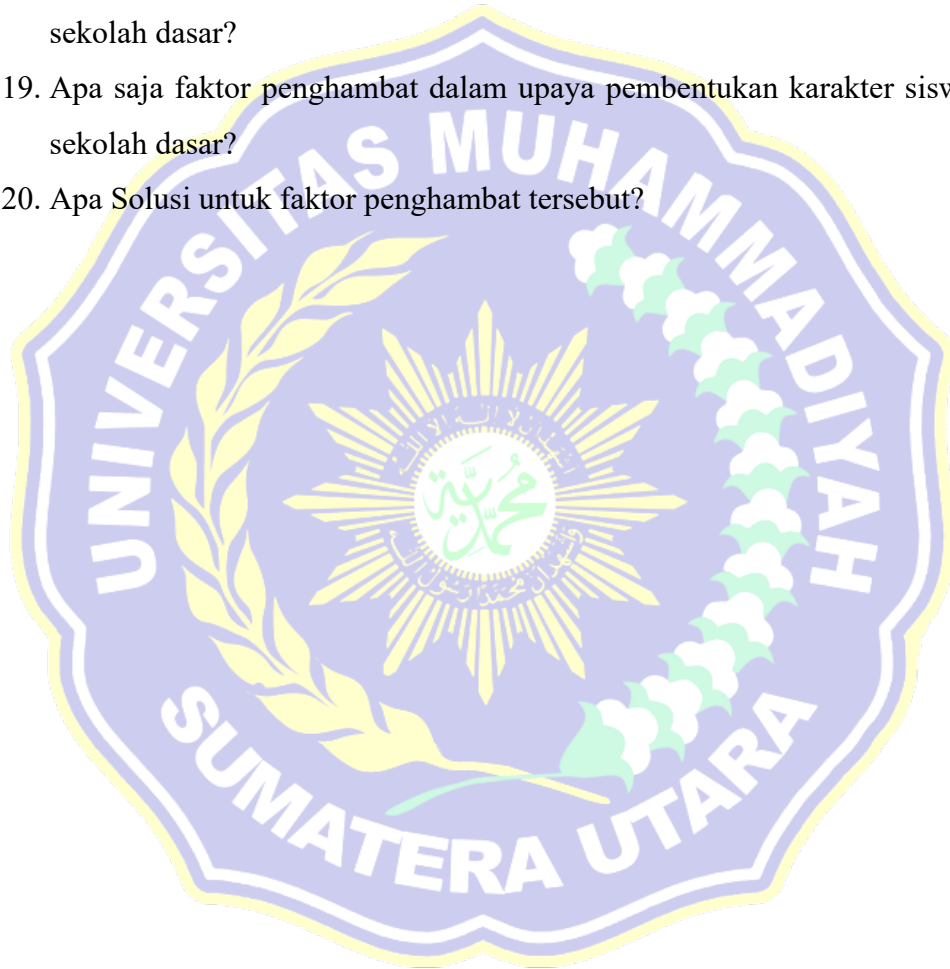 sekolah dasar?
19. Apa saja faktor penghambat dalam upaya pembentukan karakter sisw
sekolah dasar?
20. Apa Solusi untuk faktor penghambat tersebut?
UNIVERSITAS MUHAMMADIYAH
محمدية
SUMATERA UTARA